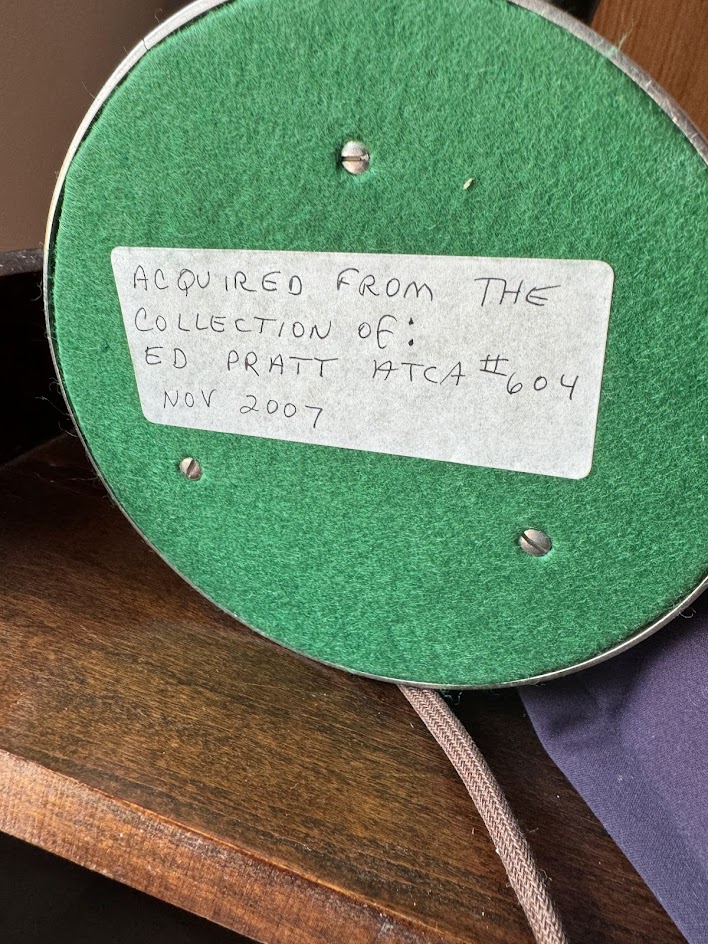 ACQUIRED FROM THE
COLLECTION OF:
ED PRATT ATCA #604
NOV 2007